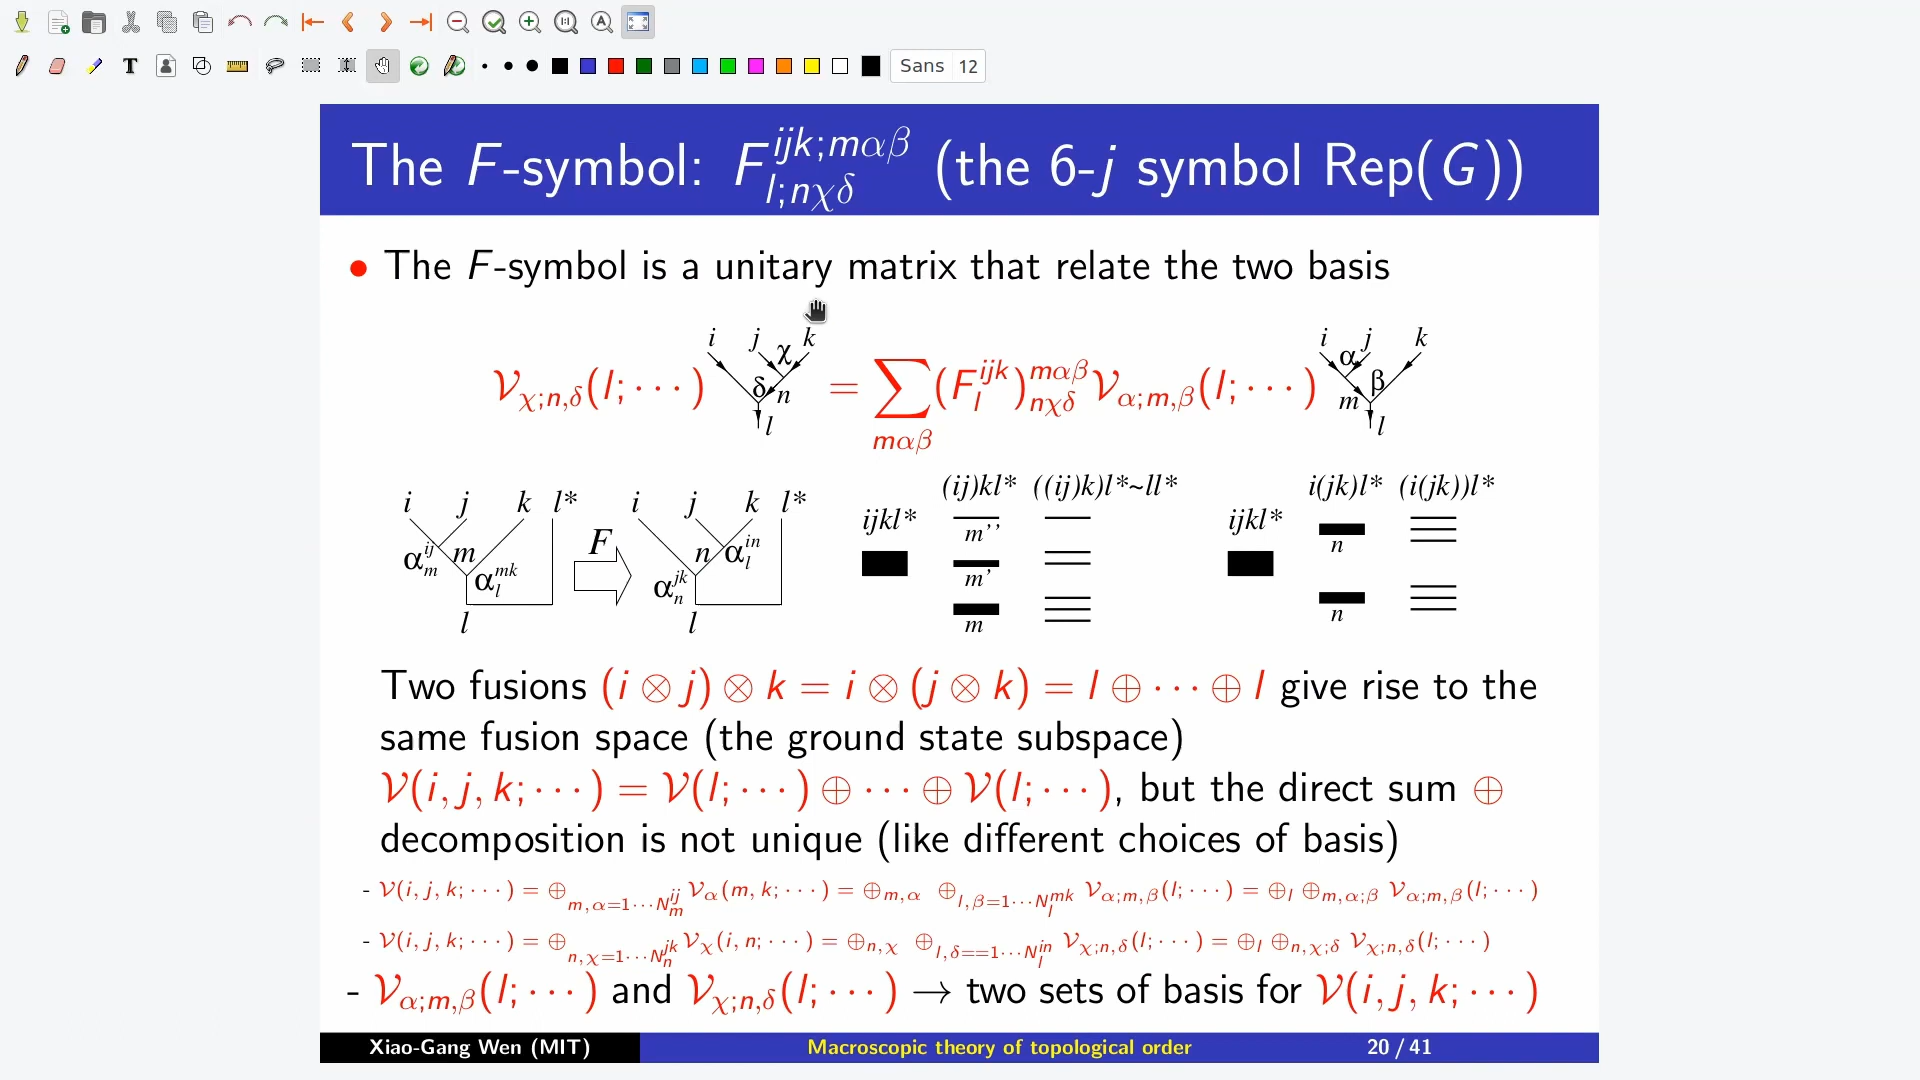 Sans 12
The F-symbol: F^{ijk;mαβ}_{l;nχδ} (the 6-j symbol Rep(G))
• The F-symbol is a unitary matrix that relate the two basis
i j χ k
𝒱_{χ;n,δ}(l;···) δ n l = ∑_{mαβ} (F^{ijk}_l)^{mαβ}_{nχδ} 𝒱_{α;m,β}(l;···) i α j k β m l
(ij)kl* ((ij)k)l*~ll* i(jk)l* (i(jk))l*
i j k l* F i j k l* ijkl* m'' ijkl* n
α^{ij}_m m α^{mk}_l n α^{in}_l α^{jk}_n m' n
l l m
Two fusions (i ⊗ j) ⊗ k = i ⊗ (j ⊗ k) = l ⊕ ··· ⊕ l give rise to the
same fusion space (the ground state subspace)
𝒱(i, j, k; ···) = 𝒱(l; ···) ⊕ ··· ⊕ 𝒱(l; ···), but the direct sum ⊕
decomposition is not unique (like different choices of basis)
- 𝒱(i, j, k; ···) = ⊕_{m,α=1···N^{ij}_m} 𝒱_α(m, k; ···) = ⊕_{m,α} ⊕_{l,β=1···N^{mk}_l} 𝒱_{α;m,β}(l; ···) = ⊕_l ⊕_{m,α;β} 𝒱_{α;m,β}(l; ···)
- 𝒱(i, j, k; ···) = ⊕_{n,χ=1···N^{jk}_n} 𝒱_χ(i, n; ···) = ⊕_{n,χ} ⊕_{l,δ==1···N^{in}_l} 𝒱_{χ;n,δ}(l; ···) = ⊕_l ⊕_{n,χ;δ} 𝒱_{χ;n,δ}(l; ···)
- 𝒱_{α;m,β}(l; ···) and 𝒱_{χ;n,δ}(l; ···) → two sets of basis for 𝒱(i, j, k; ···)
Xiao-Gang Wen (MIT) Macroscopic theory of topological order 20 / 41